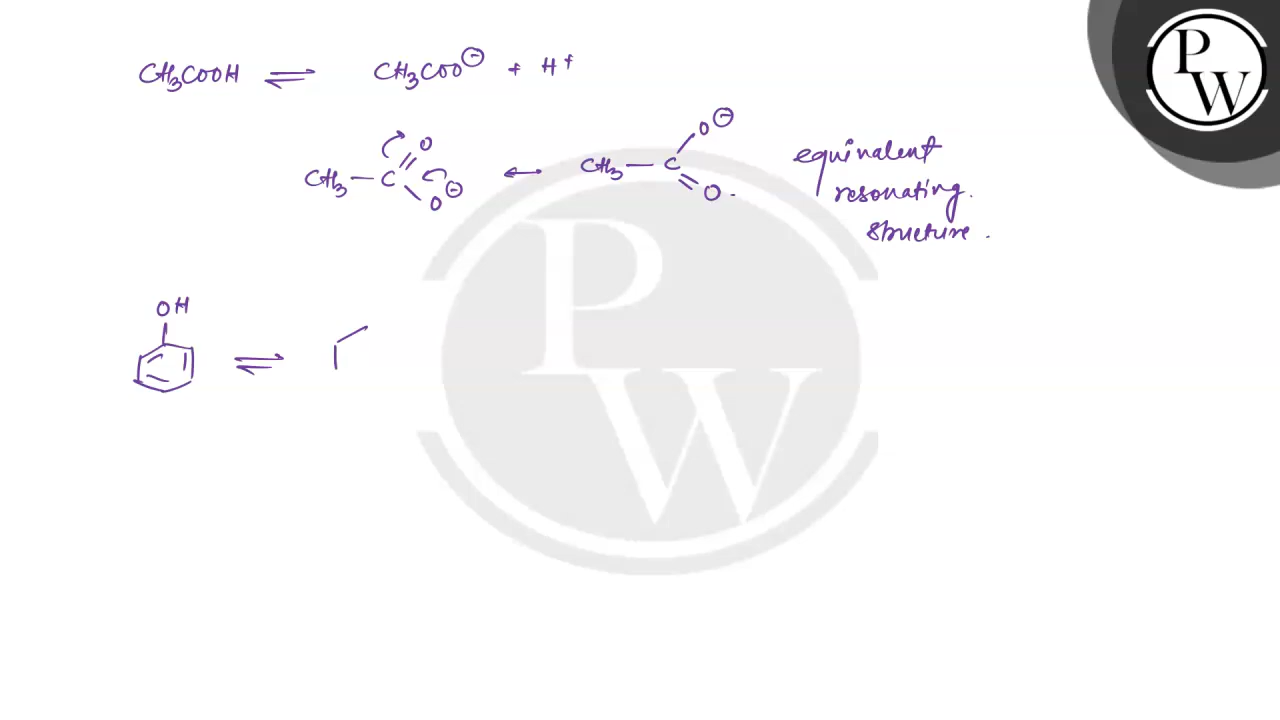 CH₃COOH ⇌ CH₃COO⊖ + H⁺
CH₃—C O O⊖ ↔ CH₃—C O⊖ O.
equivalent
resonating.
structure.
OH
⇌
P
W
P
W